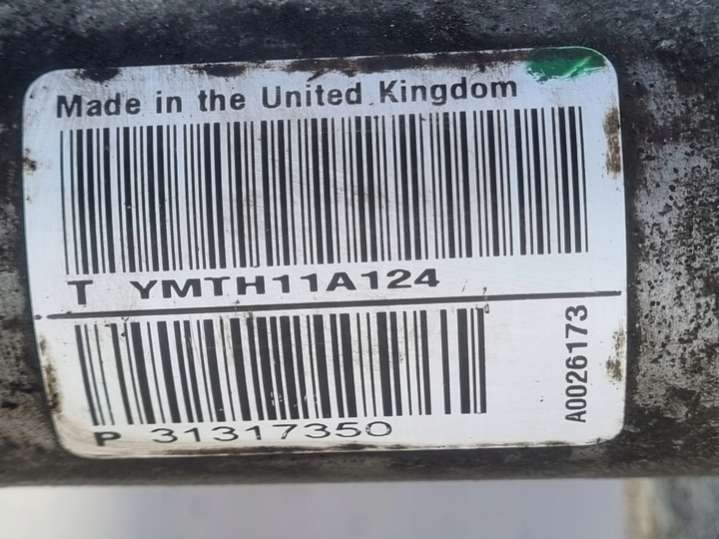 Made in the United Kingdom
T YMTH11A124
P 31317350
A0026173